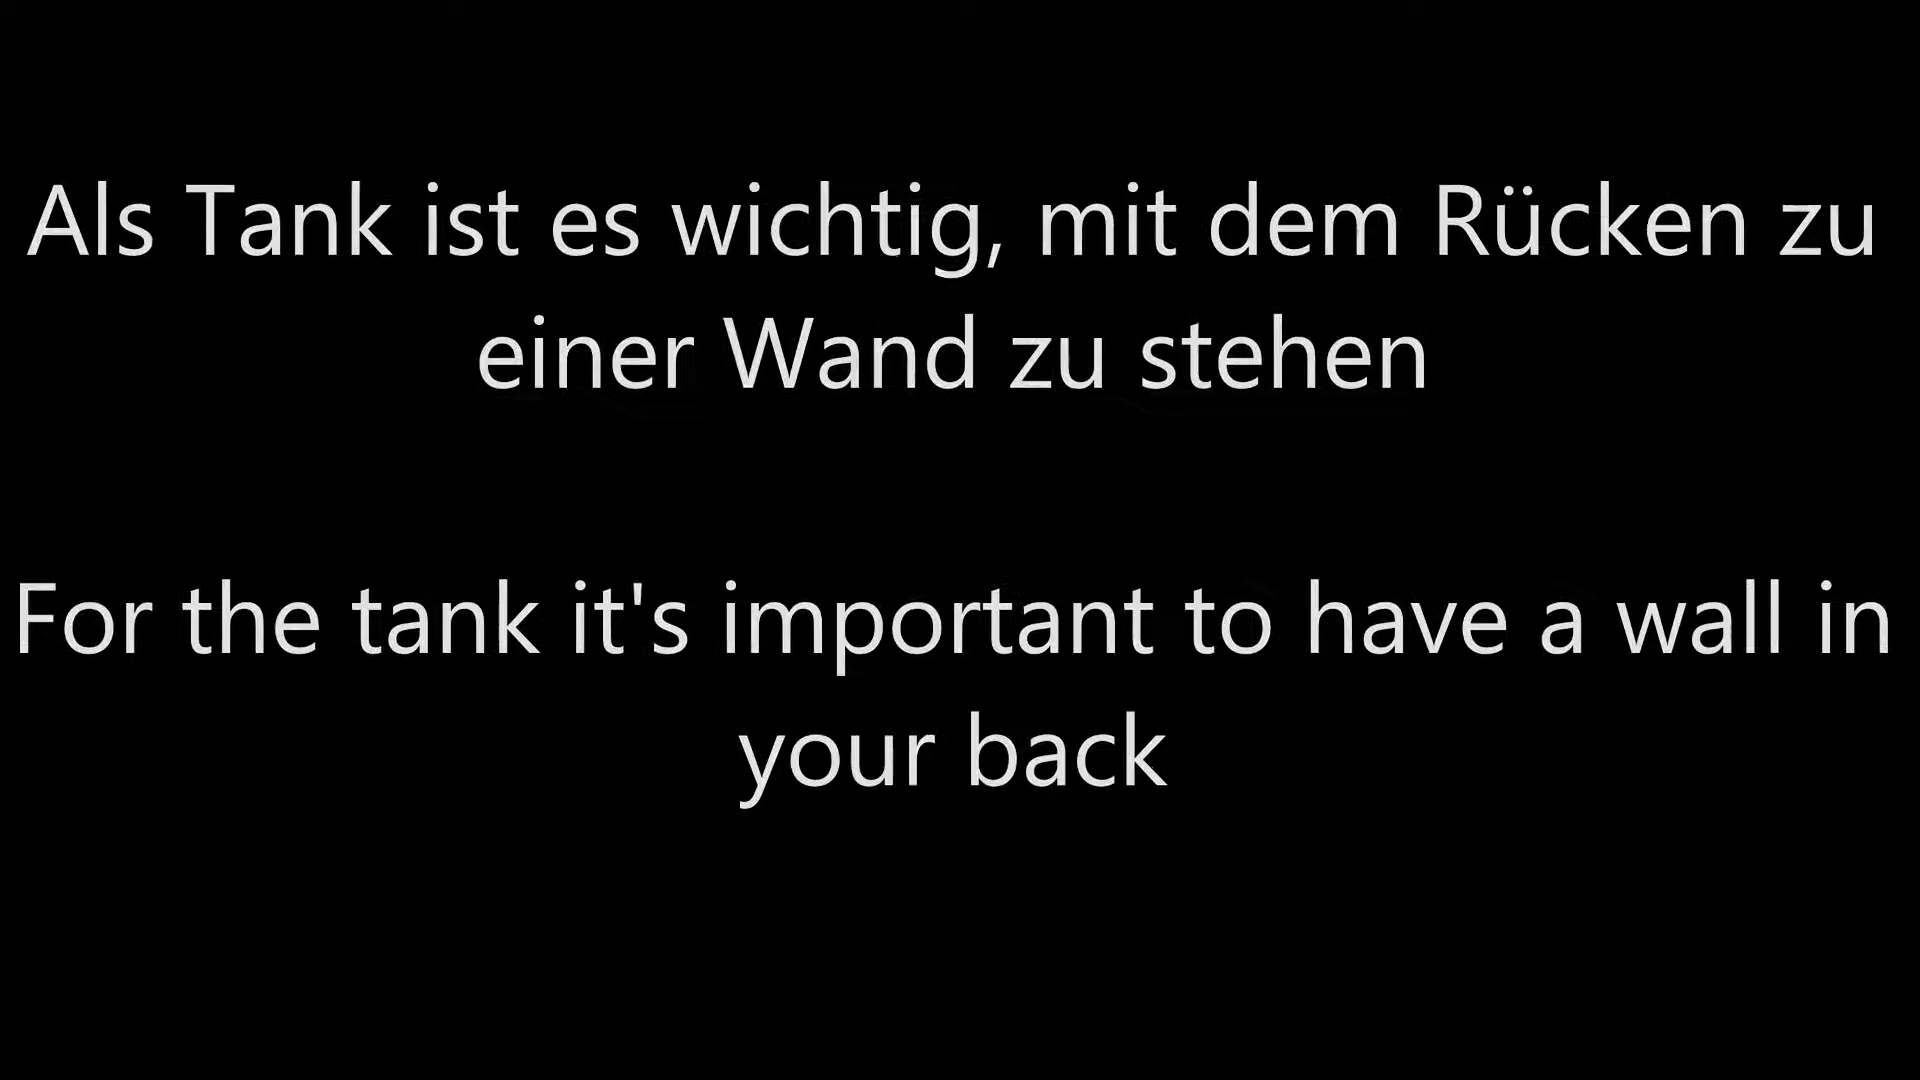 Als Tank ist es wichtig, mit dem Rücken zu
einer Wand zu stehen
For the tank it's important to have a wall in
your back